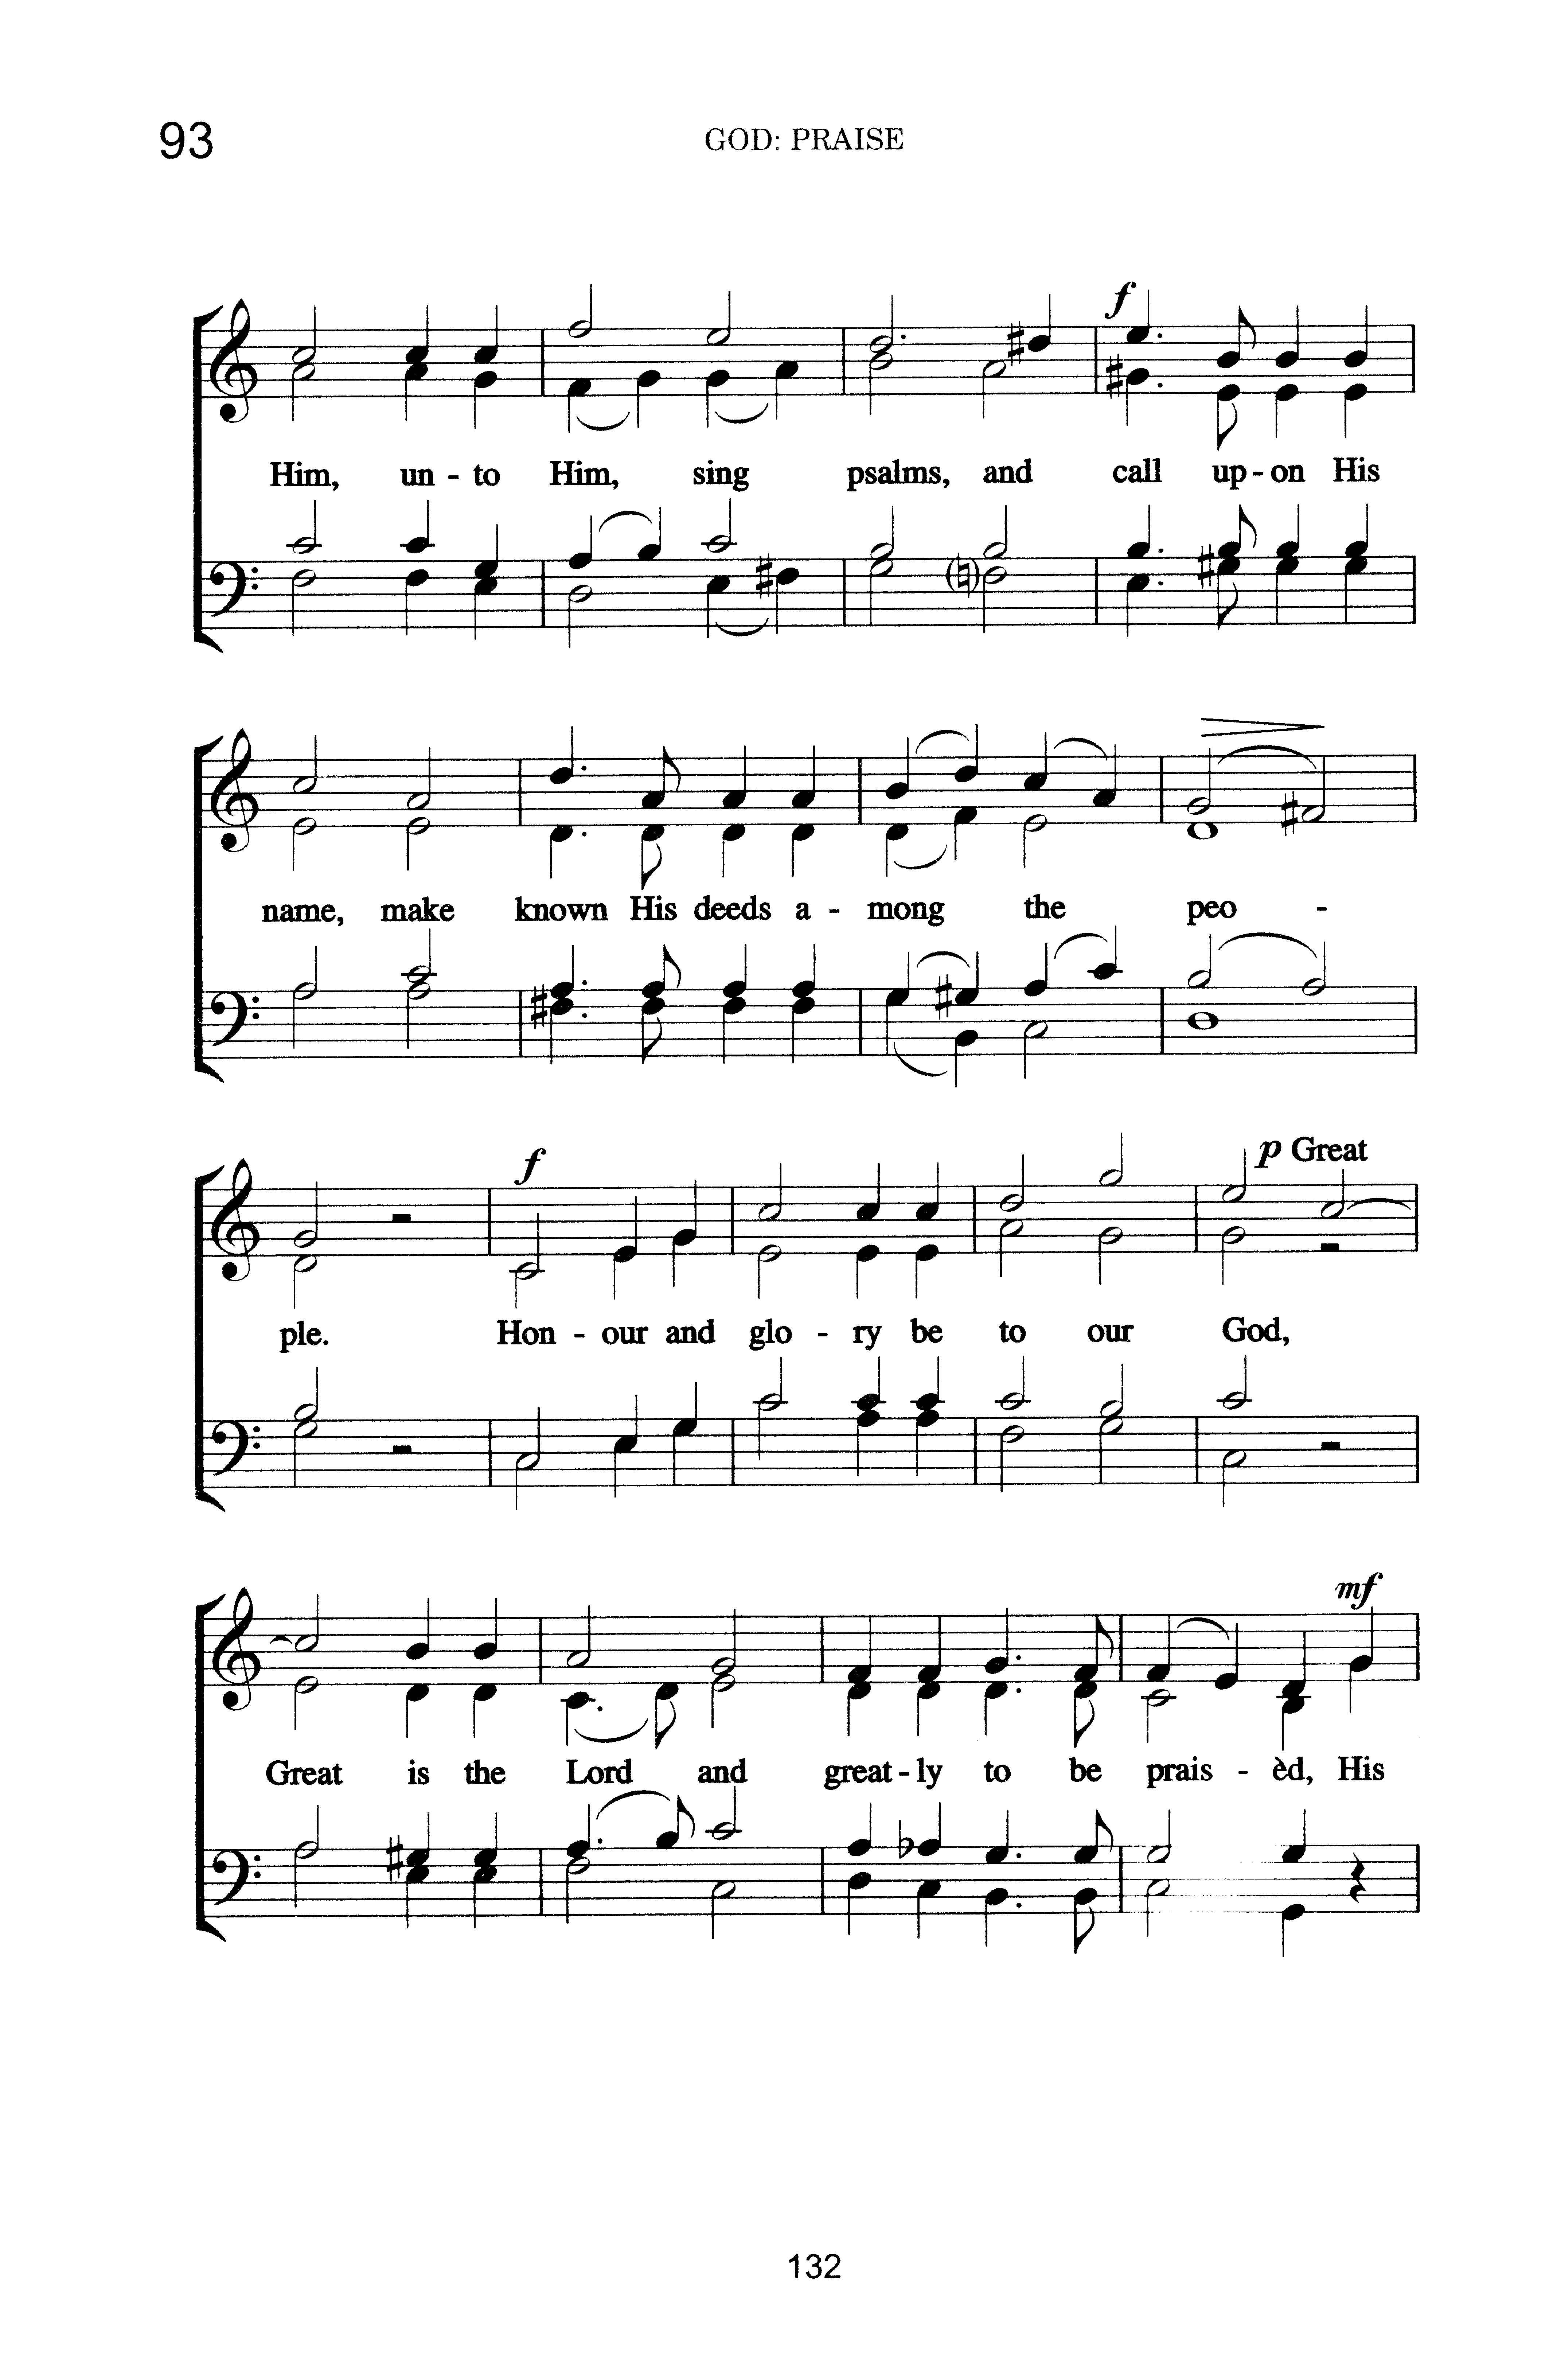 93
GOD: PRAISE
f
Him, un - to Him, sing psalms, and call up - on His
name, make known His deeds a - mong the peo -
f
p Great
ple. Hon - our and glo - ry be to our God,
mf
Great is the Lord and great - ly to be prais - èd, His
132